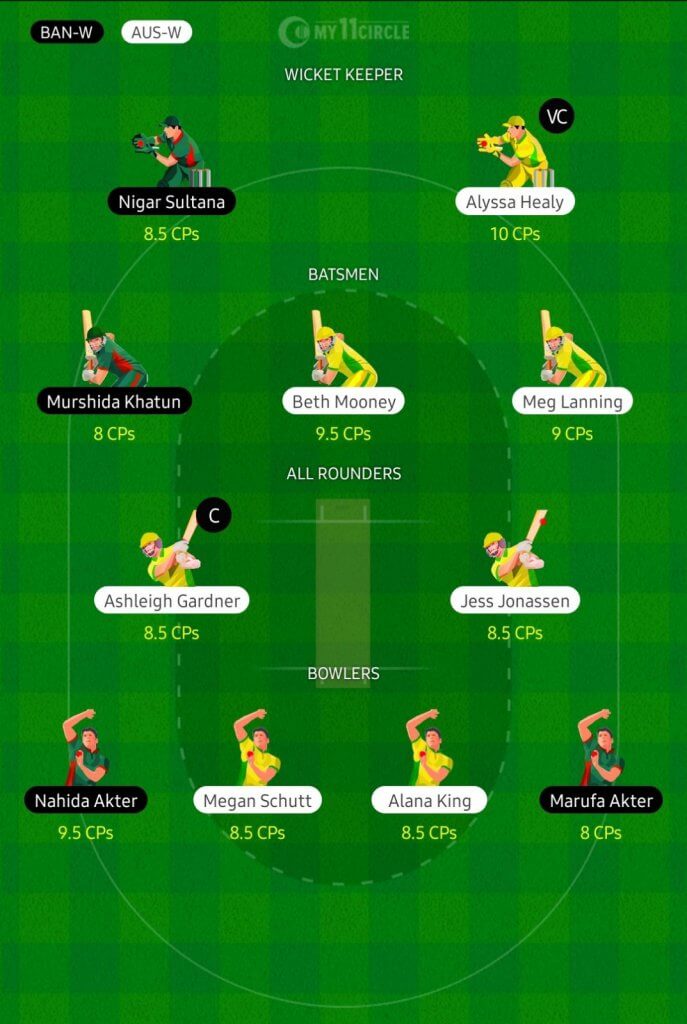 BAN-W AUS-W MY11CIRCLE
WICKET KEEPER
VC
Nigar Sultana Alyssa Healy
8.5 CPs 10 CPs
BATSMEN
Murshida Khatun Beth Mooney Meg Lanning
8 CPs 9.5 CPs 9 CPs
ALL ROUNDERS
C
Ashleigh Gardner Jess Jonassen
8.5 CPs 8.5 CPs
BOWLERS
Nahida Akter Megan Schutt Alana King Marufa Akter
9.5 CPs 8.5 CPs 8.5 CPs 8 CPs